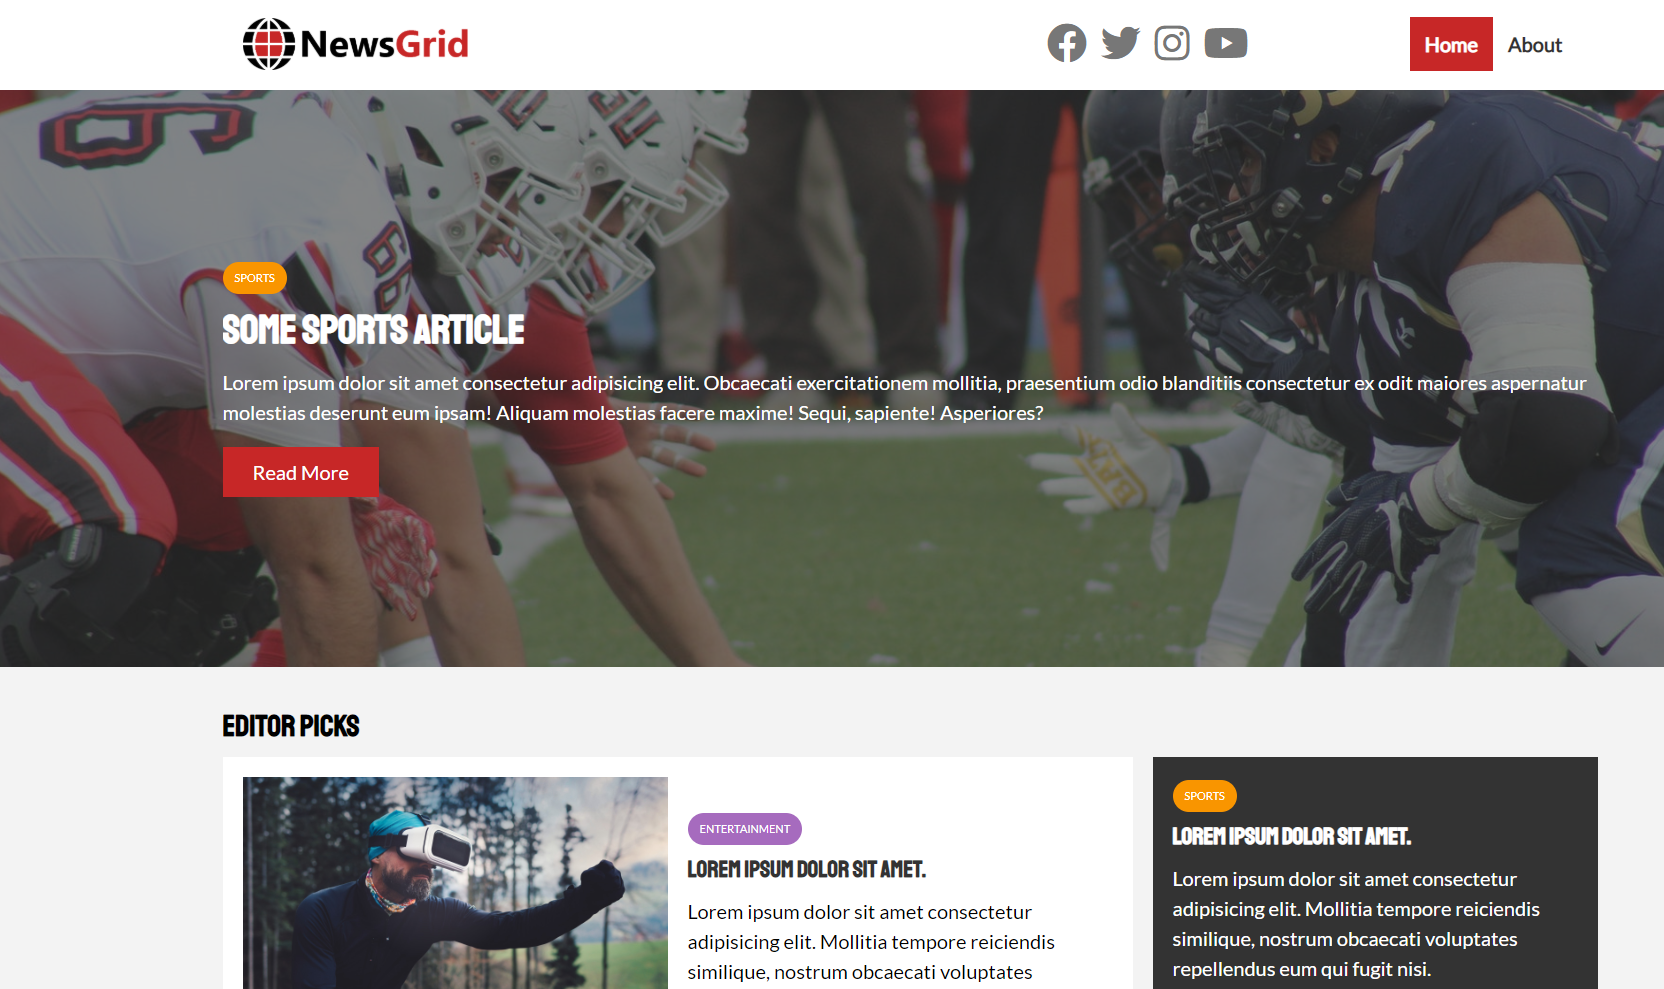 NewsGrid
Home
About
SPORTS
SOME SPORTS ARTICLE
Lorem ipsum dolor sit amet consectetur adipisicing elit. Obcaecati exercitationem mollitia, praesentium odio blanditiis consectetur ex odit maiores aspernatur
molestias deserunt eum ipsam! Aliquam molestias facere maxime! Sequi, sapiente! Asperiores?
Read More
EDITOR PICKS
ENTERTAINMENT
LOREM IPSUM DOLOR SIT AMET.
Lorem ipsum dolor sit amet consectetur
adipisicing elit. Mollitia tempore reiciendis
similique, nostrum obcaecati voluptates
SPORTS
LOREM IPSUM DOLOR SIT AMET.
Lorem ipsum dolor sit amet consectetur
adipisicing elit. Mollitia tempore reiciendis
similique, nostrum obcaecati voluptates
repellendus eum qui fugit nisi.